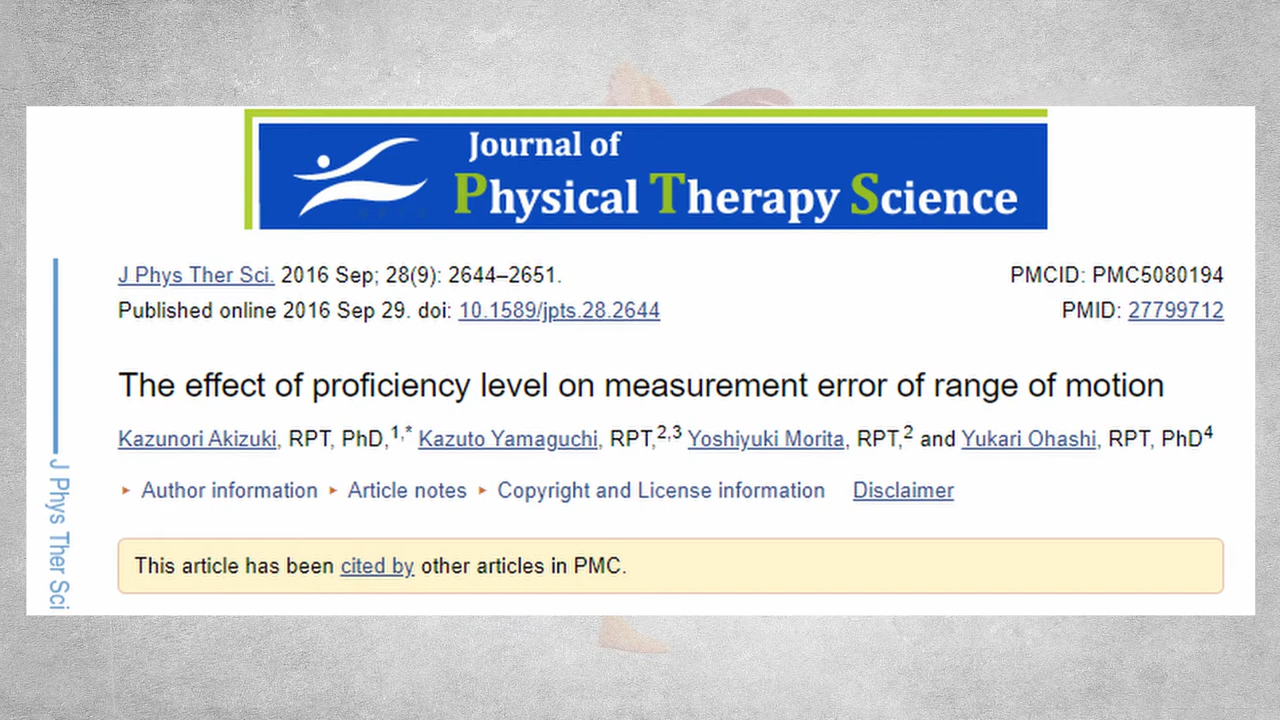 Journal of
Physical Therapy Science
J Phys Ther Sci. 2016 Sep; 28(9): 2644–2651.
PMCID: PMC5080194
Published online 2016 Sep 29. doi: 10.1589/jpts.28.2644
PMID: 27799712
The effect of proficiency level on measurement error of range of motion
Kazunori Akizuki, RPT, PhD,1,* Kazuto Yamaguchi, RPT,2,3 Yoshiyuki Morita, RPT,2 and Yukari Ohashi, RPT, PhD4
▸ Author information ▸ Article notes ▸ Copyright and License information Disclaimer
This article has been cited by other articles in PMC.
J Phys Ther Sci